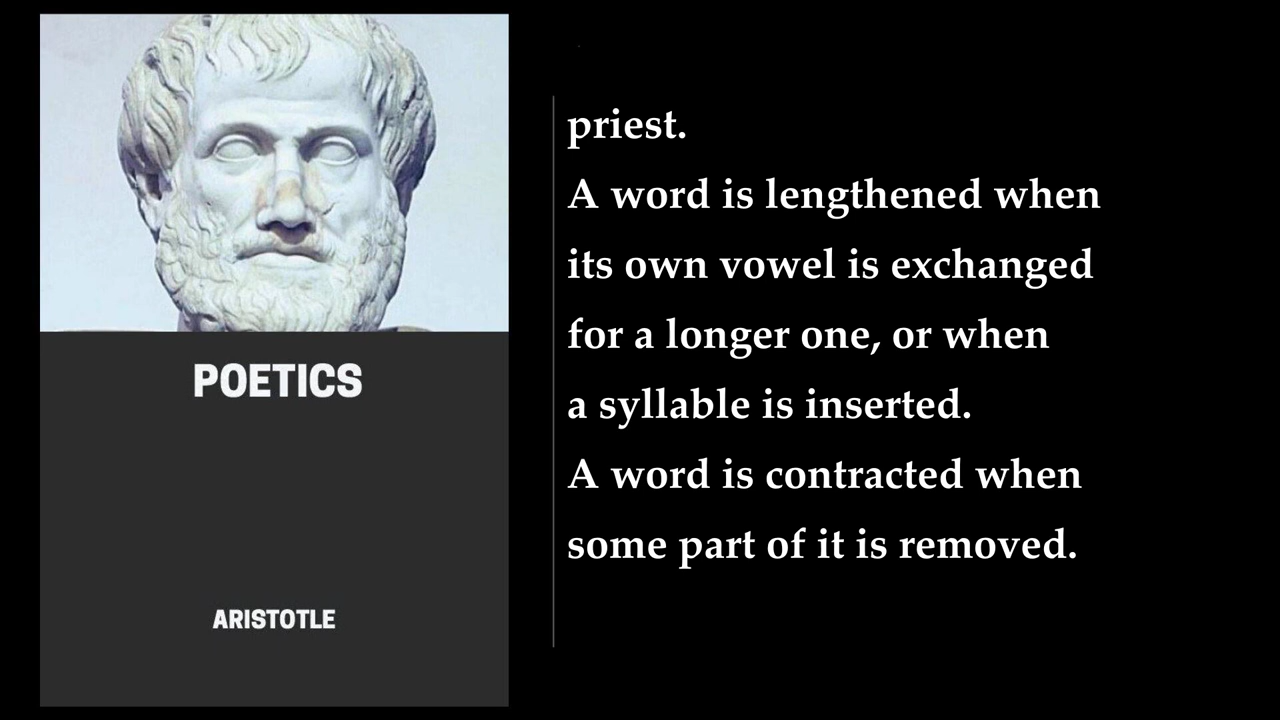 POETICS
ARISTOTLE
priest.
A word is lengthened when
its own vowel is exchanged
for a longer one, or when
a syllable is inserted.
A word is contracted when
some part of it is removed.